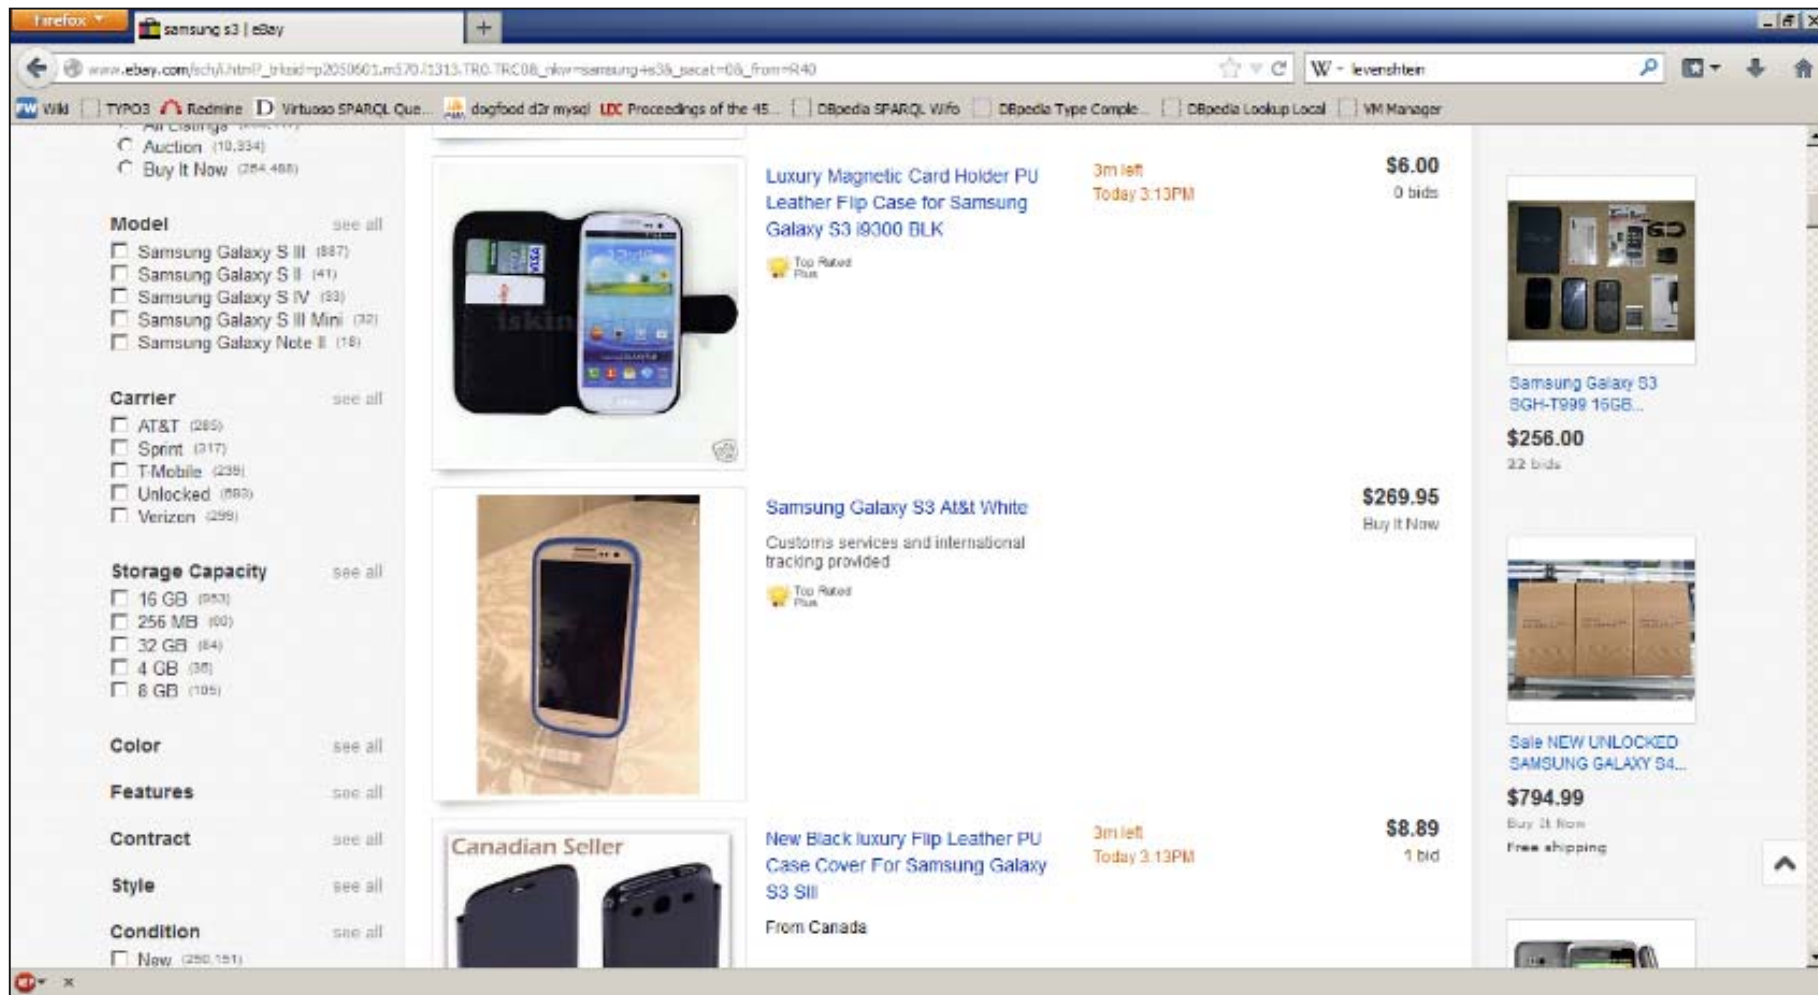 Firefox
samsung s3 | eBay
W - levenshtein
Wiki TYPO3 Redmine Virtuoso SPARQL Que... dogfood d2r mysql Proceedings of the 45... DBpedia SPARQL Wifo DBpedia Type Comple... DBpedia Lookup Local VM Manager
All Listings
Auction (10,334)
Buy It Now
Model see all
Samsung Galaxy S III (887)
Samsung Galaxy S II (41)
Samsung Galaxy S IV (33)
Samsung Galaxy S III Mini (32)
Samsung Galaxy Note II (18)
Carrier see all
AT&T (285)
Sprint (317)
T-Mobile
Unlocked
Verizon (299)
Storage Capacity see all
16 GB
256 MB
32 GB
4 GB
8 GB (105)
Color see all
Features see all
Contract see all
Style see all
Condition see all
New
Luxury Magnetic Card Holder PU
Leather Flip Case for Samsung
Galaxy S3 i9300 BLK
Top Rated
Plus
3m left
Today 3:13PM
$6.00
0 bids
Samsung Galaxy S3 At&t White
Customs services and international
tracking provided
Top Rated
Plus
$269.95
Buy It Now
Canadian Seller
New Black luxury Flip Leather PU
Case Cover For Samsung Galaxy
S3 SIII
From Canada
3m left
Today 3:13PM
$8.89
1 bid
Samsung Galaxy S3
SGH-T999 16GB...
$256.00
22 bids
Sale NEW UNLOCKED
SAMSUNG GALAXY S4...
$794.99
Buy It Now
Free shipping